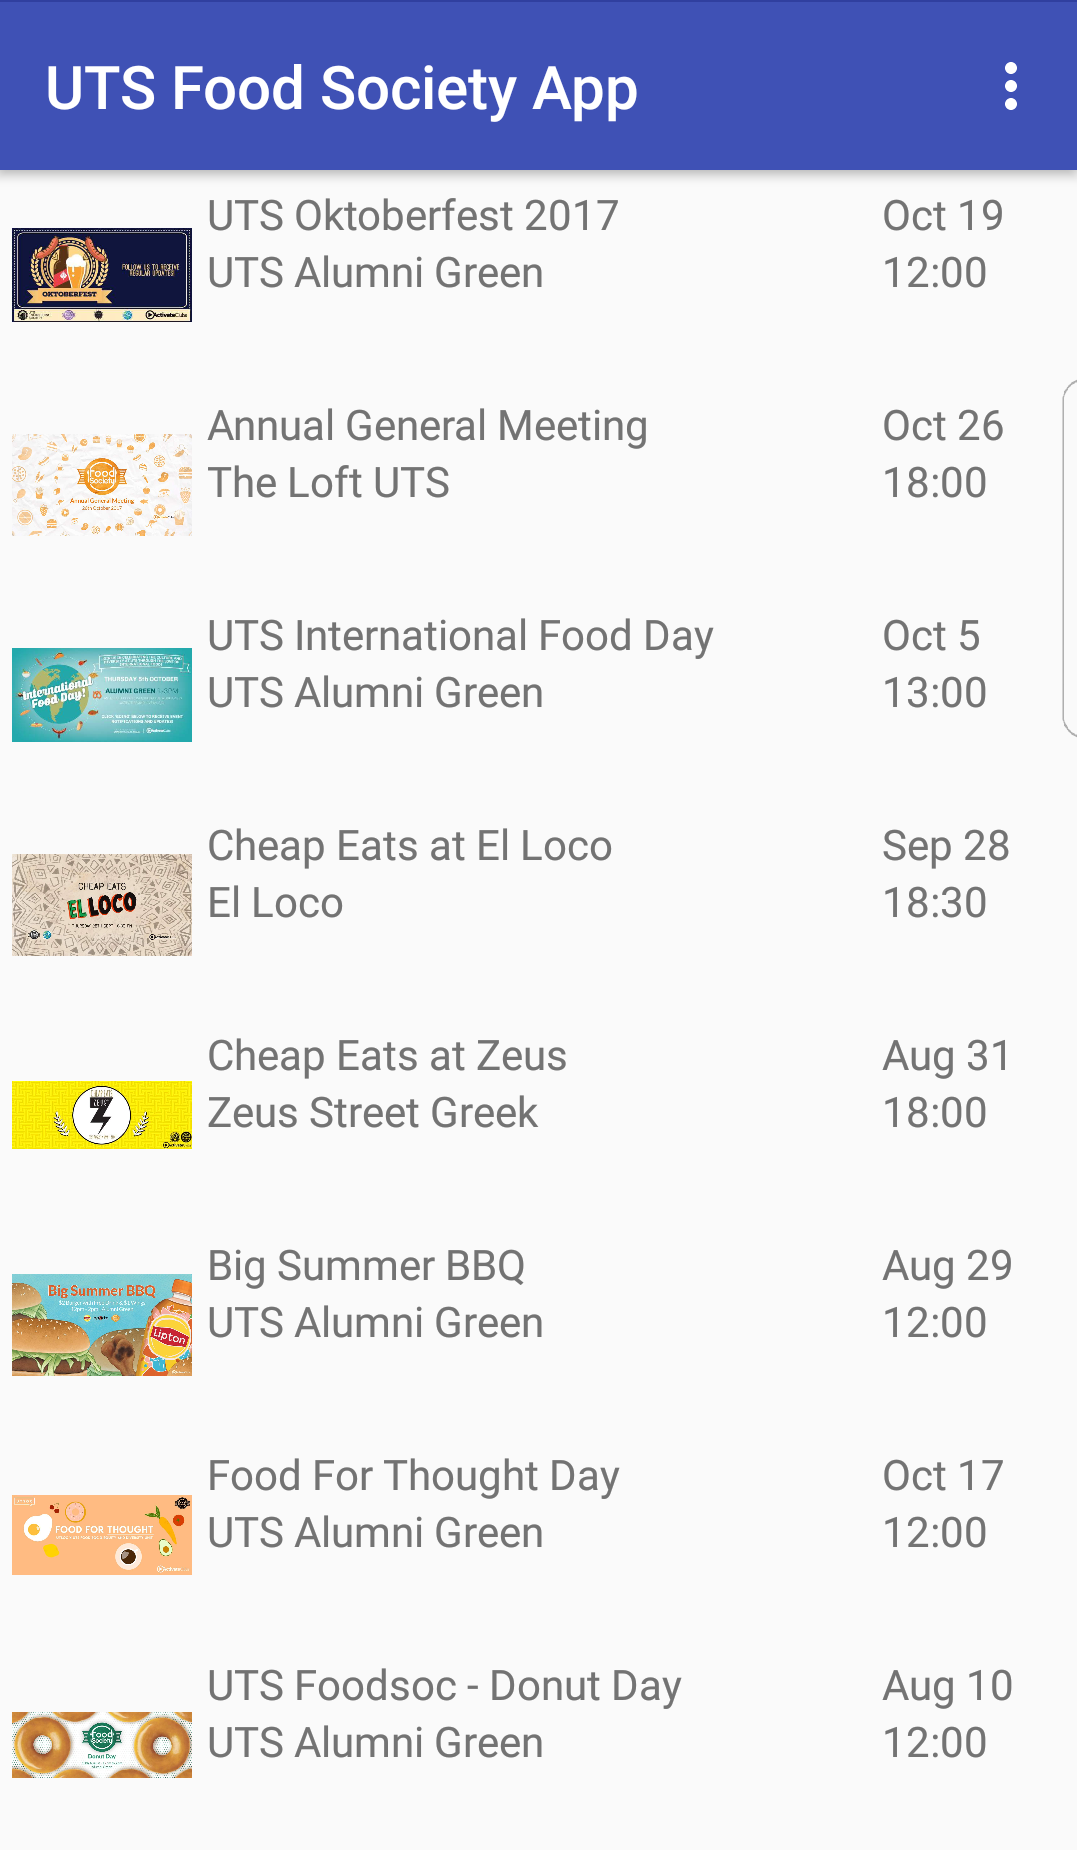 UTS Food Society App
UTS Oktoberfest 2017
Oct 19
UTS Alumni Green
12:00
FOLLOW US TO RECEIVE
REGULAR UPDATES!
OKTOBERFEST
ActivateClubs
Annual General Meeting
Oct 26
The Loft UTS
18:00
Food
Society
Annual General Meeting
26th October 2017
UTS International Food Day
Oct 5
UTS Alumni Green
13:00
International
Food Day!
THURSDAY 5th OCTOBER
ALUMNI GREEN
Cheap Eats at El Loco
Sep 28
El Loco
18:30
CHEAP EATS
EL LOCO
Cheap Eats at Zeus
Aug 31
Zeus Street Greek
18:00
ZEUS
Big Summer BBQ
Aug 29
UTS Alumni Green
12:00
Big Summer BBQ
Lipton
Food For Thought Day
Oct 17
UTS Alumni Green
12:00
FOOD FOR THOUGHT
UTS Foodsoc - Donut Day
Aug 10
UTS Alumni Green
12:00
Food
Society
Donut Day